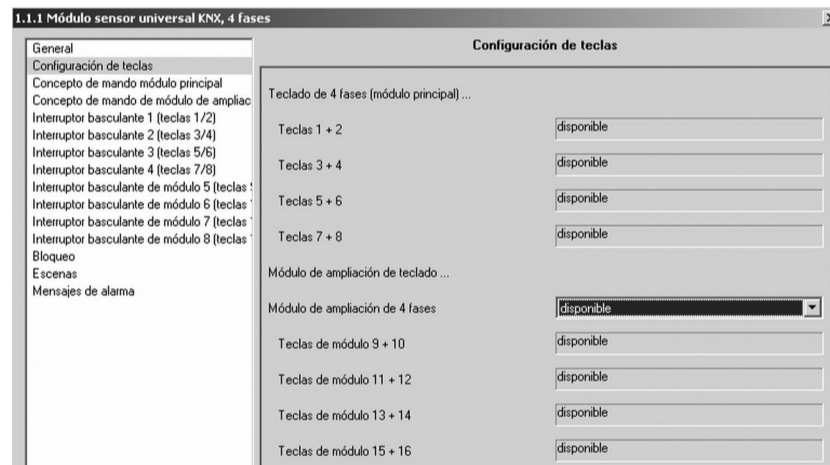 1.1.1 Módulo sensor universal KNX, 4 fases
General
Configuración de teclas
Concepto de mando módulo principal
Concepto de mando de módulo de ampliac
Interruptor basculante 1 (teclas 1/2)
Interruptor basculante 2 (teclas 3/4)
Interruptor basculante 3 (teclas 5/6)
Interruptor basculante 4 (teclas 7/8)
Interruptor basculante de módulo 5 (teclas
Interruptor basculante de módulo 6 (teclas
Interruptor basculante de módulo 7 (teclas
Interruptor basculante de módulo 8 (teclas
Bloqueo
Escenas
Mensajes de alarma
Configuración de teclas
Teclado de 4 fases (módulo principal) ...
Teclas 1 + 2 disponible
Teclas 3 + 4 disponible
Teclas 5 + 6 disponible
Teclas 7 + 8 disponible
Módulo de ampliación de teclado ...
Módulo de ampliación de 4 fases disponible
Teclas de módulo 9 + 10 disponible
Teclas de módulo 11 + 12 disponible
Teclas de módulo 13 + 14 disponible
Teclas de módulo 15 + 16 disponible